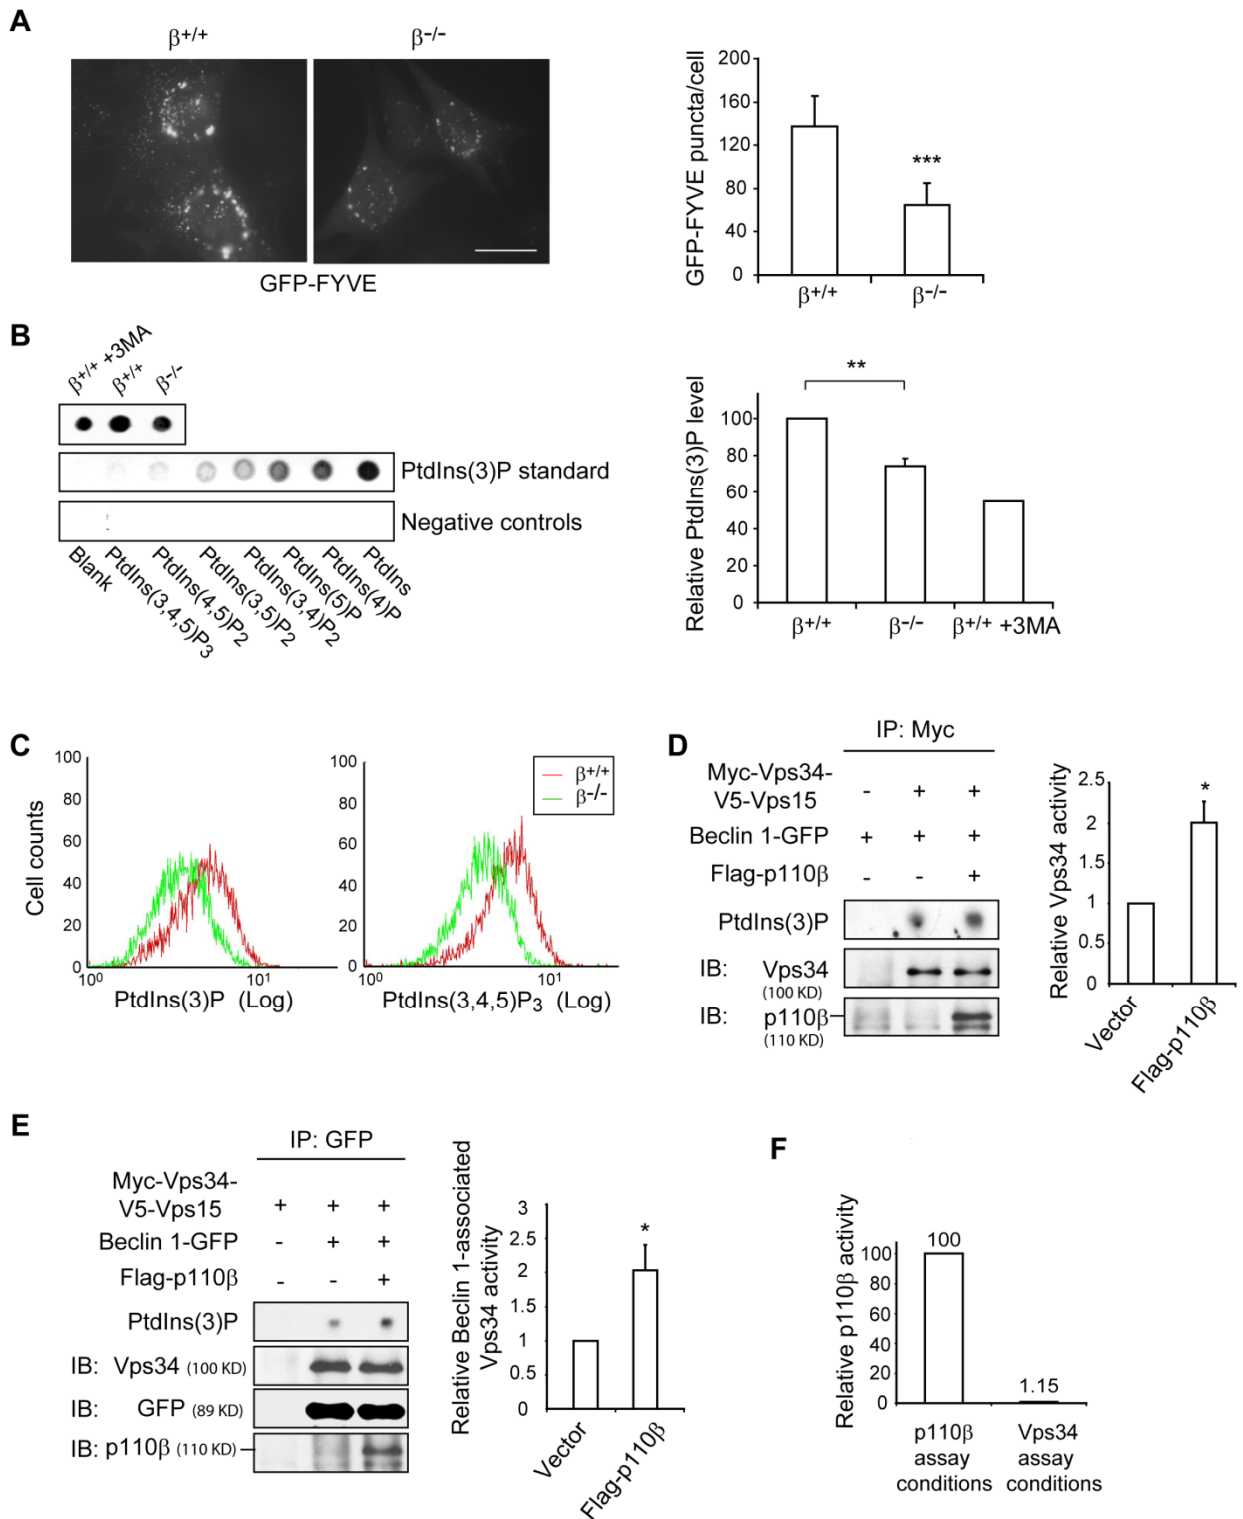 A
β+/+
β-/-
GFP-FYVE
GFP-FYVE puncta/cell
200
160
120
80
40
0
***
β+/+
β-/-
B
β+/+ +3MA
β+/+
β-/-
PtdIns(3)P standard
Negative controls
Blank
PtdIns(3,4,5)P3
PtdIns(4,5)P2
PtdIns(3,5)P2
PtdIns(3,4)P2
PtdIns(5)P
PtdIns(4)P
PtdIns
Relative PtdIns(3)P level
100
80
60
40
20
0
**
β+/+
β-/-
β+/+ +3MA
C
Cell counts
100
80
60
40
20
0
10^0
10^1
PtdIns(3)P (Log)
100
80
60
40
20
0
10^0
10^1
PtdIns(3,4,5)P3 (Log)
β+/+
β-/-
D
IP: Myc
Myc-Vps34-
V5-Vps15
- + +
Beclin 1-GFP + + +
Flag-p110β - - +
PtdIns(3)P
IB: Vps34
(100 KD)
IB: p110β
(110 KD)
Relative Vps34 activity
2.5
2
1.5
1
0.5
0
*
Vector
Flag-p110β
E
IP: GFP
Myc-Vps34-
V5-Vps15 + + +
Beclin 1-GFP - + +
Flag-p110β - - +
PtdIns(3)P
IB: Vps34 (100 KD)
IB: GFP (89 KD)
IB: p110β (110 KD)
Relative Beclin 1-associated
Vps34 activity
3
2.5
2
1.5
1
0.5
0
*
Vector
Flag-p110β
F
Relative p110β activity
100
80
60
40
20
0
100
1.15
p110β
assay
conditions
Vps34
assay
conditions